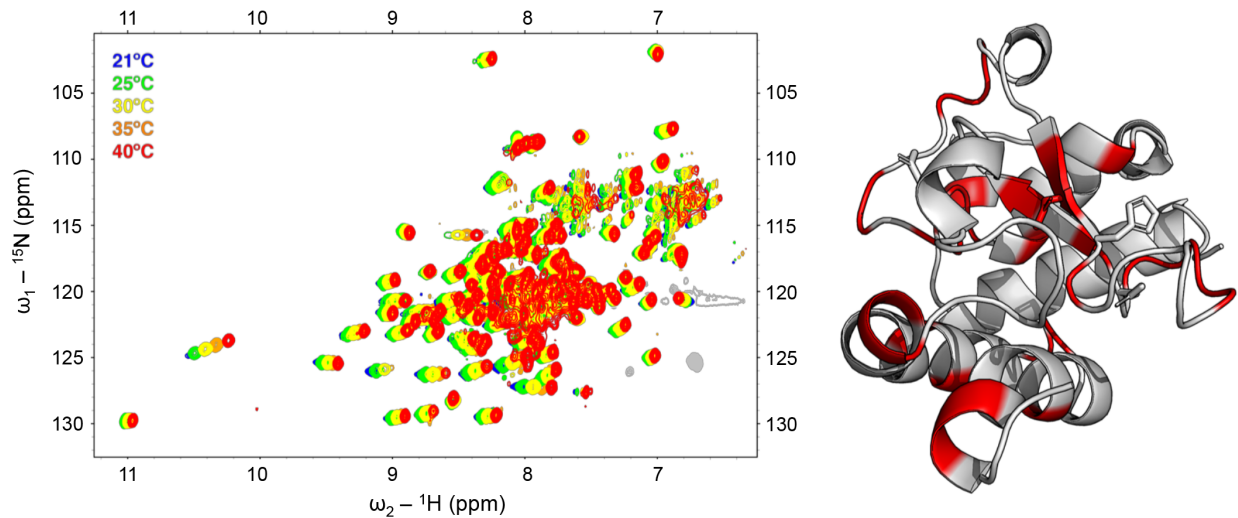 11 10 9 8 7
21ºC
25ºC
30ºC
35ºC
40ºC
105 105
110 110
115 115
120 120
125 125
130 130
11 10 9 8 7
ω₁ – ¹⁵N (ppm)
ω₂ – ¹H (ppm)